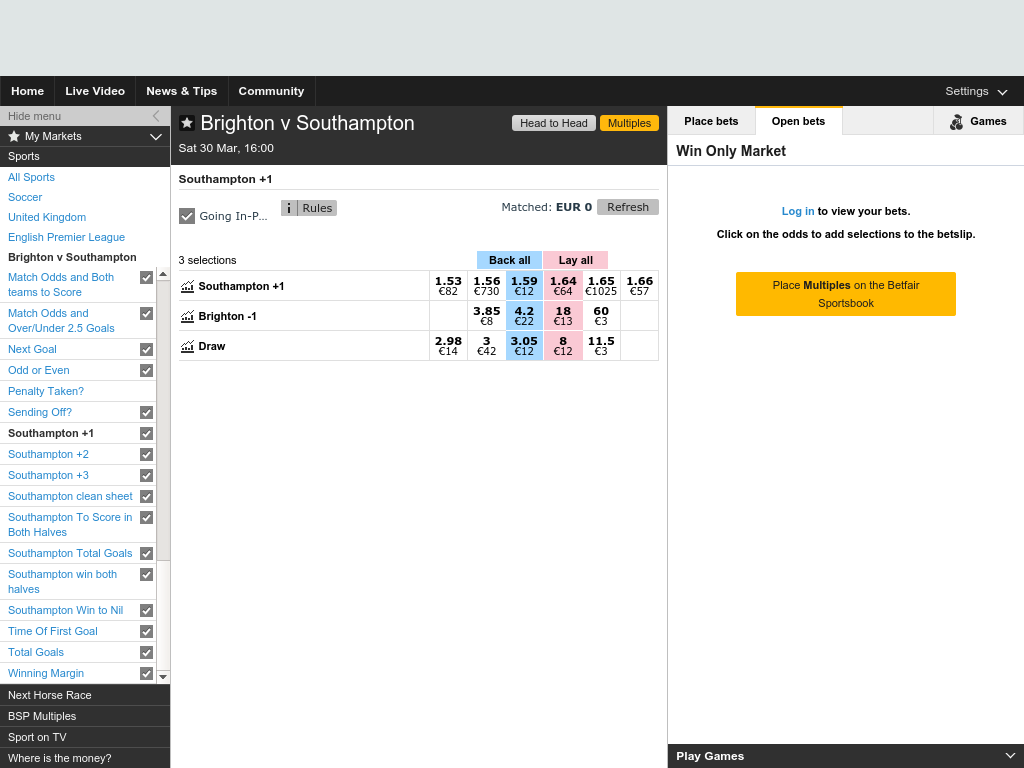 Home Live Video News & Tips Community Settings
Hide menu
My Markets
Sports
All Sports
Soccer
United Kingdom
English Premier League
Brighton v Southampton
Match Odds and Both
teams to Score
Match Odds and
Over/Under 2.5 Goals
Next Goal
Odd or Even
Penalty Taken?
Sending Off?
Southampton +1
Southampton +2
Southampton +3
Southampton clean sheet
Southampton To Score in
Both Halves
Southampton Total Goals
Southampton win both
halves
Southampton Win to Nil
Time Of First Goal
Total Goals
Winning Margin
Next Horse Race
BSP Multiples
Sport on TV
Where is the money?
Brighton v Southampton
Head to Head Multiples
Sat 30 Mar, 16:00
Southampton +1
Going In-P...
i Rules
Matched: EUR 0 Refresh
3 selections Back all Lay all
Southampton +1 1.53 1.56 1.59 1.64 1.65 1.66
€82 €730 €12 €64 €1025 €57
Brighton -1 3.85 4.2 18 60
€8 €22 €13 €3
Draw 2.98 3 3.05 8 11.5
€14 €42 €12 €12 €3
Place bets Open bets Games
Win Only Market
Log in to view your bets.
Click on the odds to add selections to the betslip.
Place Multiples on the Betfair
Sportsbook
Play Games